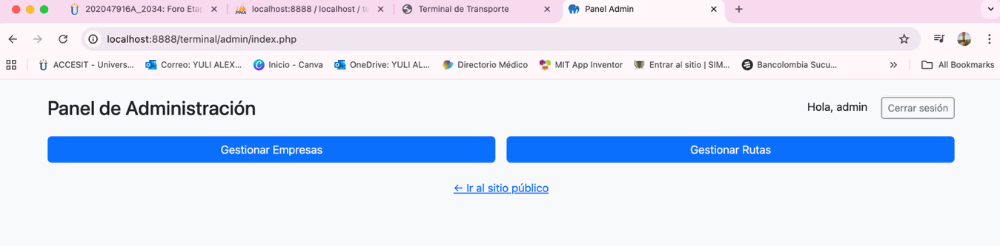 202047916A_2034: Foro Eta
localhost:8888 / localhost / te
Terminal de Transporte
Panel Admin
localhost:8888/terminal/admin/index.php
ACCESIT - Univers...
Correo: YULI ALEX...
Inicio - Canva
OneDrive: YULI AL...
Directorio Médico
MIT App Inventor
Entrar al sitio | SIM...
Bancolombia Sucu...
All Bookmarks
Panel de Administración
Hola, admin
Cerrar sesión
Gestionar Empresas
Gestionar Rutas
← Ir al sitio público